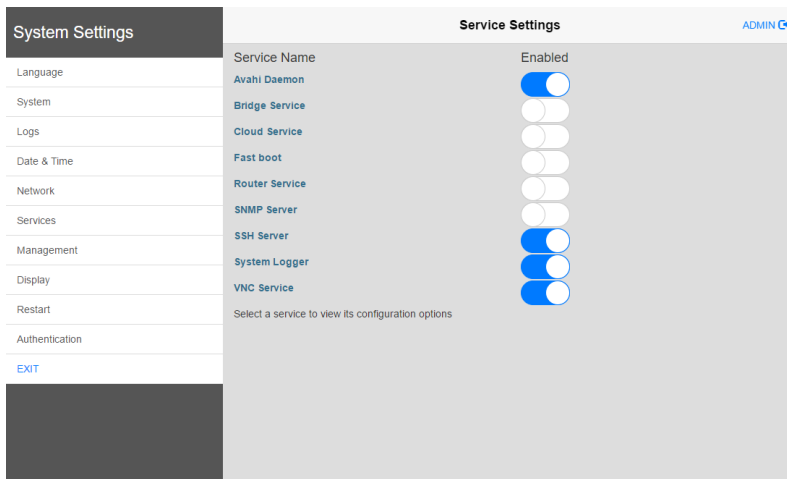 System Settings
Language
System
Logs
Date & Time
Network
Services
Management
Display
Restart
Authentication
EXIT
Service Settings
ADMIN
Service Name Enabled
Avahi Daemon
Bridge Service
Cloud Service
Fast boot
Router Service
SNMP Server
SSH Server
System Logger
VNC Service
Select a service to view its configuration options